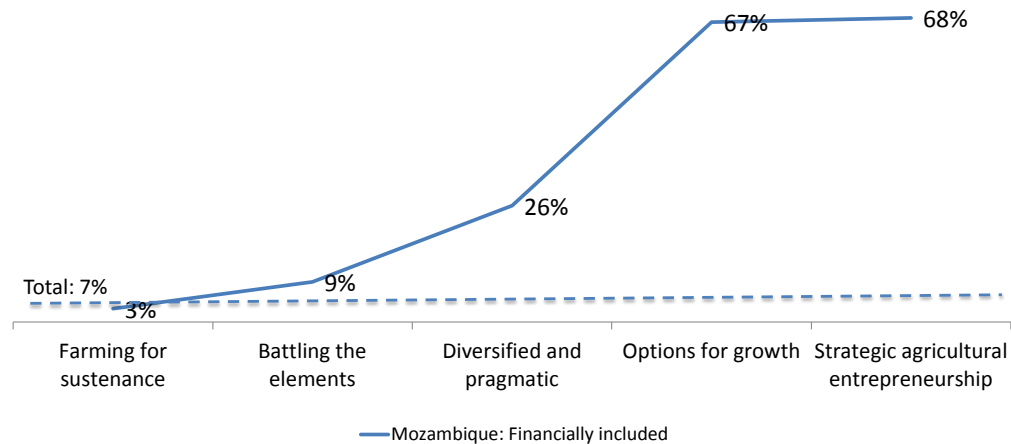 67%
68%
26%
9%
Total: 7%
3%
Farming for
sustenance
Battling the
elements
Diversified and
pragmatic
Options for growth
Strategic agricultural
entrepreneurship
Mozambique: Financially included